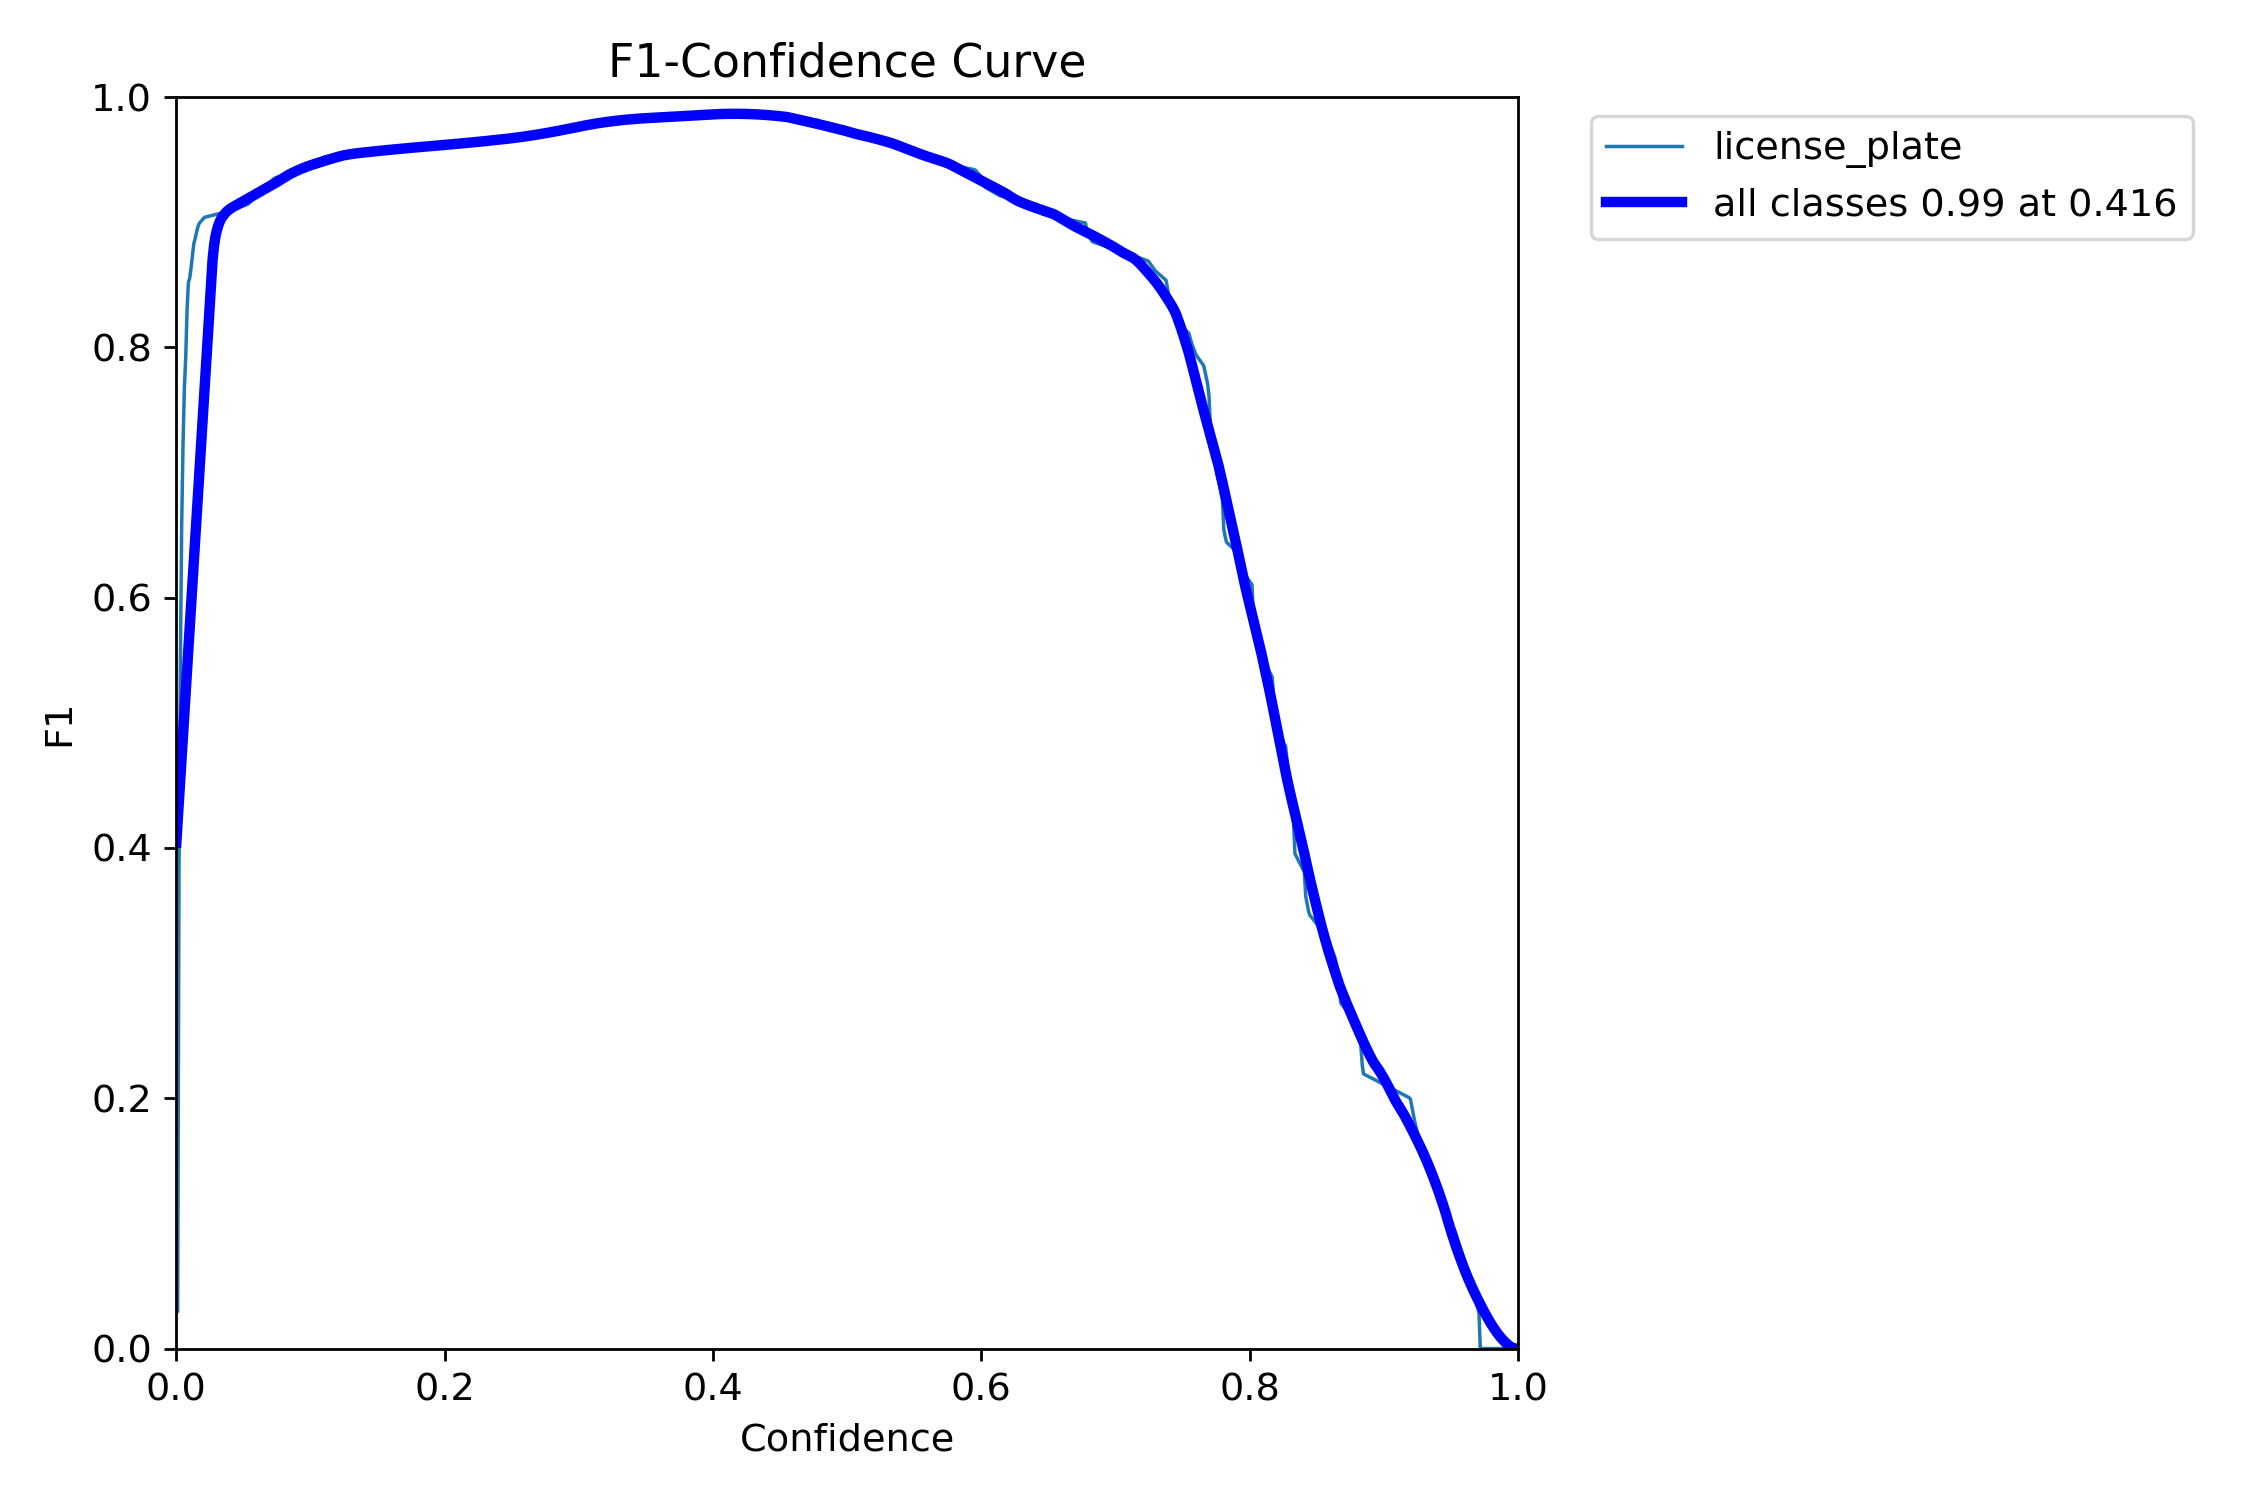 F1-Confidence Curve
1.0
0.8
0.6
0.4
0.2
0.0
F1
0.0 0.2 0.4 0.6 0.8 1.0
Confidence
license_plate
all classes 0.99 at 0.416